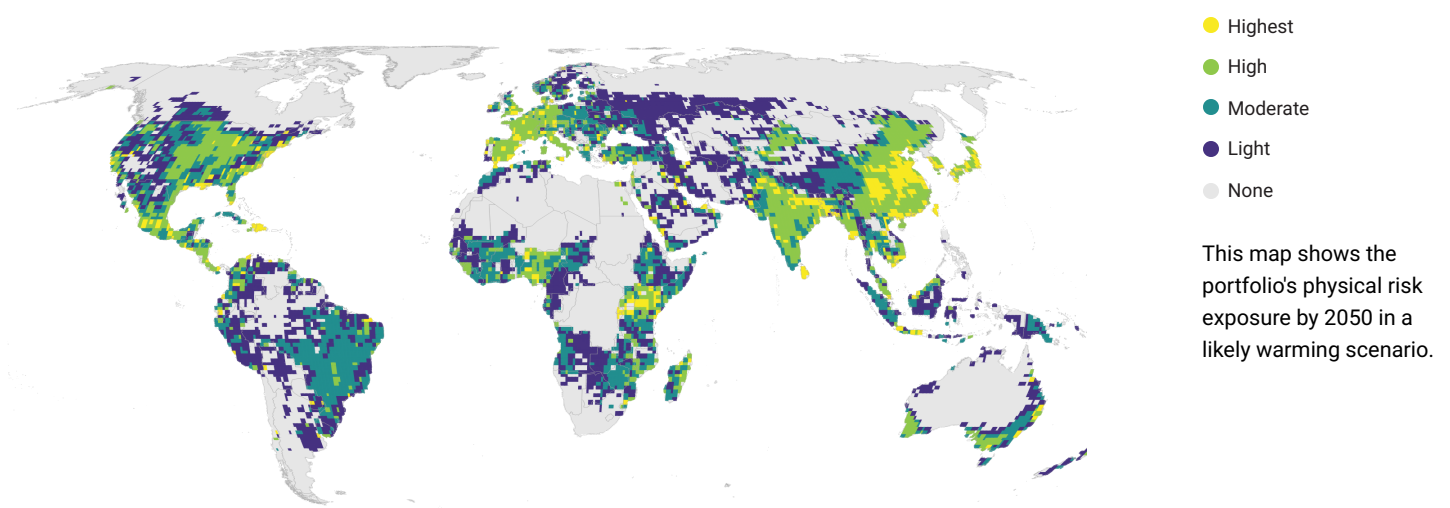 Highest
High
Moderate
Light
None
This map shows the
portfolio's physical risk
exposure by 2050 in a
likely warming scenario.